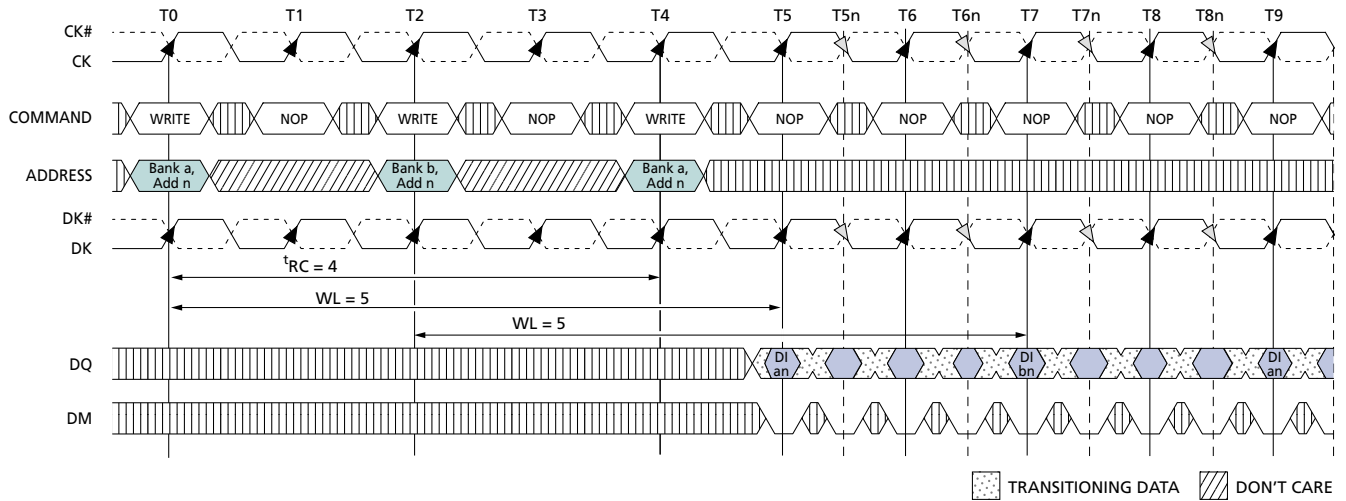 T0 T1 T2 T3 T4 T5 T5n T6 T6n T7 T7n T8 T8n T9
CK#
CK
COMMAND WRITE NOP WRITE NOP WRITE NOP NOP NOP NOP NOP
ADDRESS Bank a, Add n Bank b, Add n Bank a, Add n
DK#
DK
tRC = 4
WL = 5
WL = 5
DQ DI an DI bn DI an
DM
TRANSITIONING DATA DON'T CARE